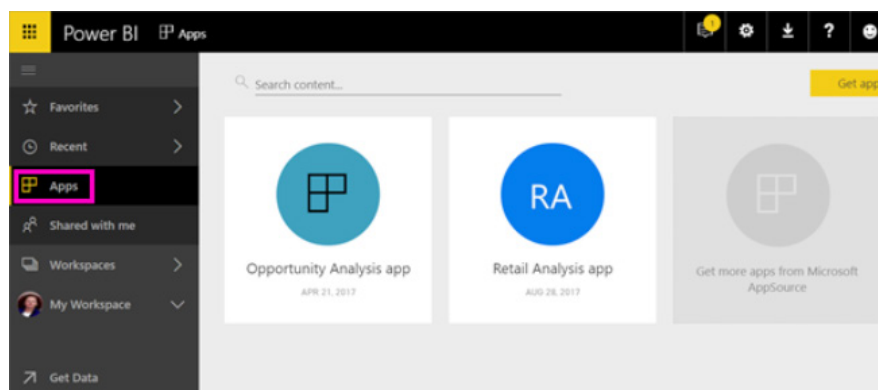 Power BI Apps
1
?
Search content...
Get app
Favorites
Recent
Apps
Shared with me
Workspaces
My Workspace
Get Data
RA
Opportunity Analysis app
APR 21, 2017
Retail Analysis app
AUG 28, 2017
Get more apps from Microsoft
AppSource